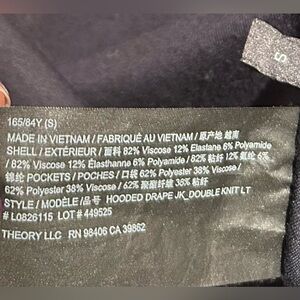 165/84Y (S)
MADE IN VIETNAM / FABRIQUÉ AU VIETNAM / 原产地 越南
SHELL / EXTÉRIEUR / 面料 82% Viscose 12% Elastane 6% Polyamide
/ 82% Viscose 12% Élasthanne 6% Polyamide / 82% 粘纤 12% 氨纶 6%
锦纶 POCKETS / POCHES / 口袋 62% Polyester 38% Viscose /
62% Polyester 38% Viscose / 62% 聚酯纤维 38% 粘纤
STYLE / MODÈLE /品号 HOODED DRAPE JK_DOUBLE KNIT LT
# L0826115 LOT # 449525
THEORY LLC RN 98406 CA 39862
S